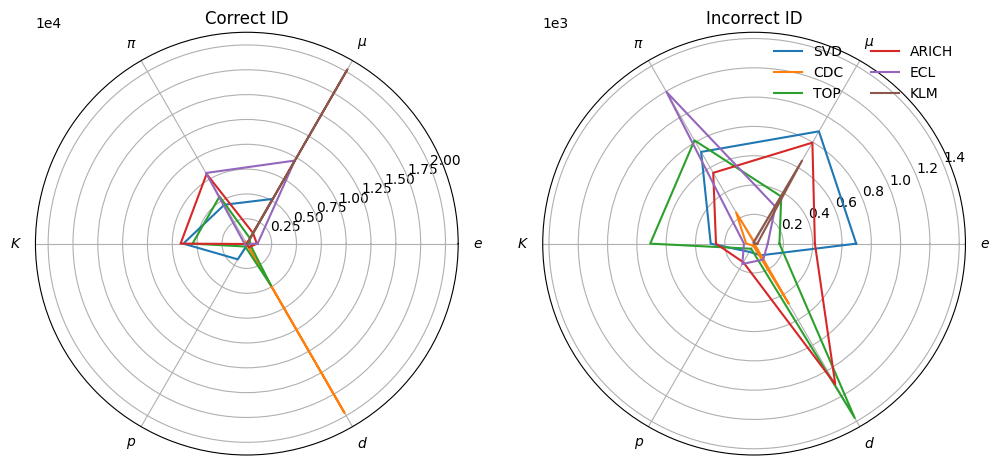 Correct ID
1e4
π
μ
K
e
p
d
0.25
0.50
0.75
1.00
1.25
1.50
1.75
2.00
Incorrect ID
1e3
π
μ
K
e
p
d
0.2
0.4
0.6
0.8
1.0
1.2
1.4
SVD
CDC
TOP
ARICH
ECL
KLM